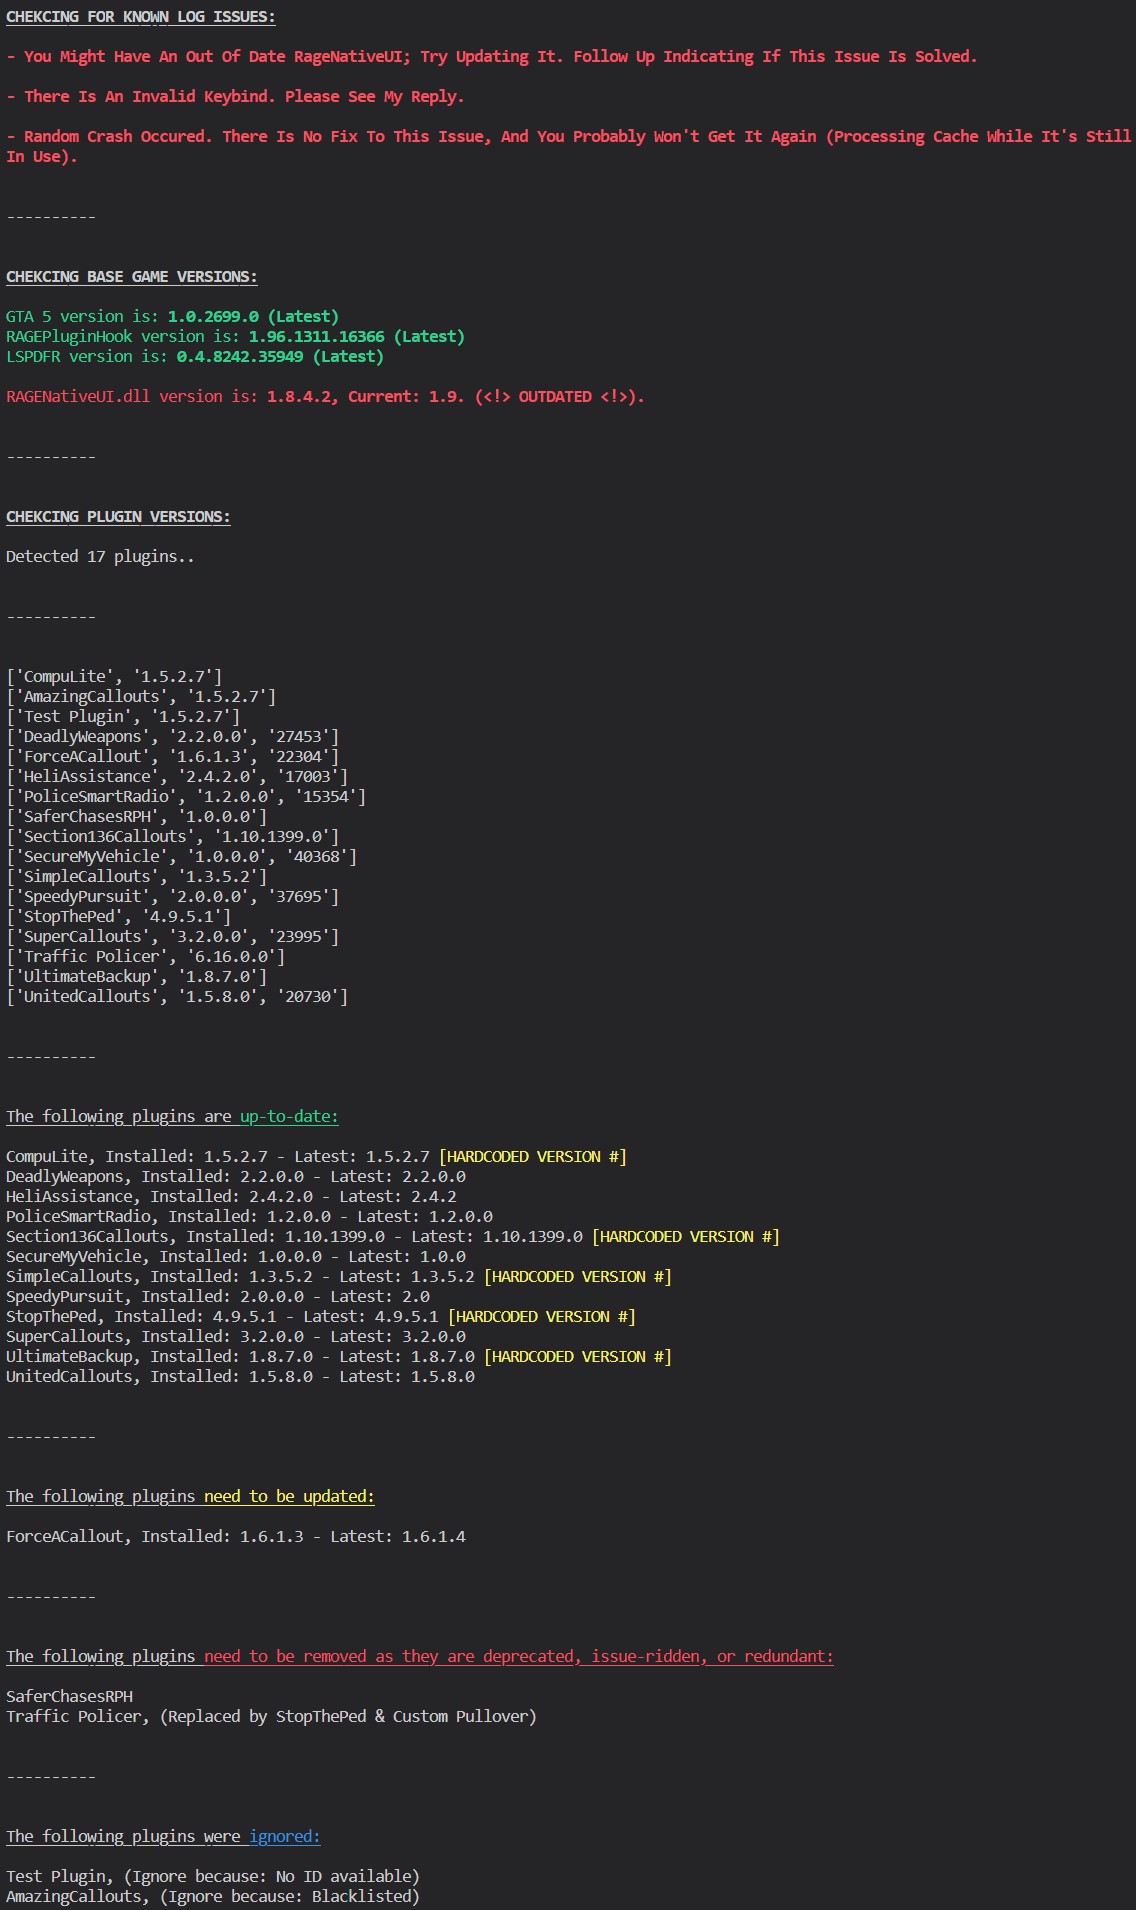 CHEKCING FOR KNOWN LOG ISSUES:
- You Might Have An Out Of Date RageNativeUI; Try Updating It. Follow Up Indicating If This Issue Is Solved.
- There Is An Invalid Keybind. Please See My Reply.
- Random Crash Occured. There Is No Fix To This Issue, And You Probably Won't Get It Again (Processing Cache While It's Still
In Use).
----------
CHEKCING BASE GAME VERSIONS:
GTA 5 version is: 1.0.2699.0 (Latest)
RAGEPluginHook version is: 1.96.1311.16366 (Latest)
LSPDFR version is: 0.4.8242.35949 (Latest)
RAGENativeUI.dll version is: 1.8.4.2, Current: 1.9. (<!> OUTDATED <!>).
----------
CHEKCING PLUGIN VERSIONS:
Detected 17 plugins..
----------
['CompuLite', '1.5.2.7']
['AmazingCallouts', '1.5.2.7']
['Test Plugin', '1.5.2.7']
['DeadlyWeapons', '2.2.0.0', '27453']
['ForceACallout', '1.6.1.3', '22304']
['HeliAssistance', '2.4.2.0', '17003']
['PoliceSmartRadio', '1.2.0.0', '15354']
['SaferChasesRPH', '1.0.0.0']
['Section136Callouts', '1.10.1399.0']
['SecureMyVehicle', '1.0.0.0', '40368']
['SimpleCallouts', '1.3.5.2']
['SpeedyPursuit', '2.0.0.0', '37695']
['StopThePed', '4.9.5.1']
['SuperCallouts', '3.2.0.0', '23995']
['Traffic Policer', '6.16.0.0']
['UltimateBackup', '1.8.7.0']
['UnitedCallouts', '1.5.8.0', '20730']
----------
The following plugins are up-to-date:
CompuLite, Installed: 1.5.2.7 - Latest: 1.5.2.7 [HARDCODED VERSION #]
DeadlyWeapons, Installed: 2.2.0.0 - Latest: 2.2.0.0
HeliAssistance, Installed: 2.4.2.0 - Latest: 2.4.2
PoliceSmartRadio, Installed: 1.2.0.0 - Latest: 1.2.0.0
Section136Callouts, Installed: 1.10.1399.0 - Latest: 1.10.1399.0 [HARDCODED VERSION #]
SecureMyVehicle, Installed: 1.0.0.0 - Latest: 1.0.0
SimpleCallouts, Installed: 1.3.5.2 - Latest: 1.3.5.2 [HARDCODED VERSION #]
SpeedyPursuit, Installed: 2.0.0.0 - Latest: 2.0
StopThePed, Installed: 4.9.5.1 - Latest: 4.9.5.1 [HARDCODED VERSION #]
SuperCallouts, Installed: 3.2.0.0 - Latest: 3.2.0.0
UltimateBackup, Installed: 1.8.7.0 - Latest: 1.8.7.0 [HARDCODED VERSION #]
UnitedCallouts, Installed: 1.5.8.0 - Latest: 1.5.8.0
----------
The following plugins need to be updated:
ForceACallout, Installed: 1.6.1.3 - Latest: 1.6.1.4
----------
The following plugins need to be removed as they are deprecated, issue-ridden, or redundant:
SaferChasesRPH
Traffic Policer, (Replaced by StopThePed & Custom Pullover)
----------
The following plugins were ignored:
Test Plugin, (Ignore because: No ID available)
AmazingCallouts, (Ignore because: Blacklisted)